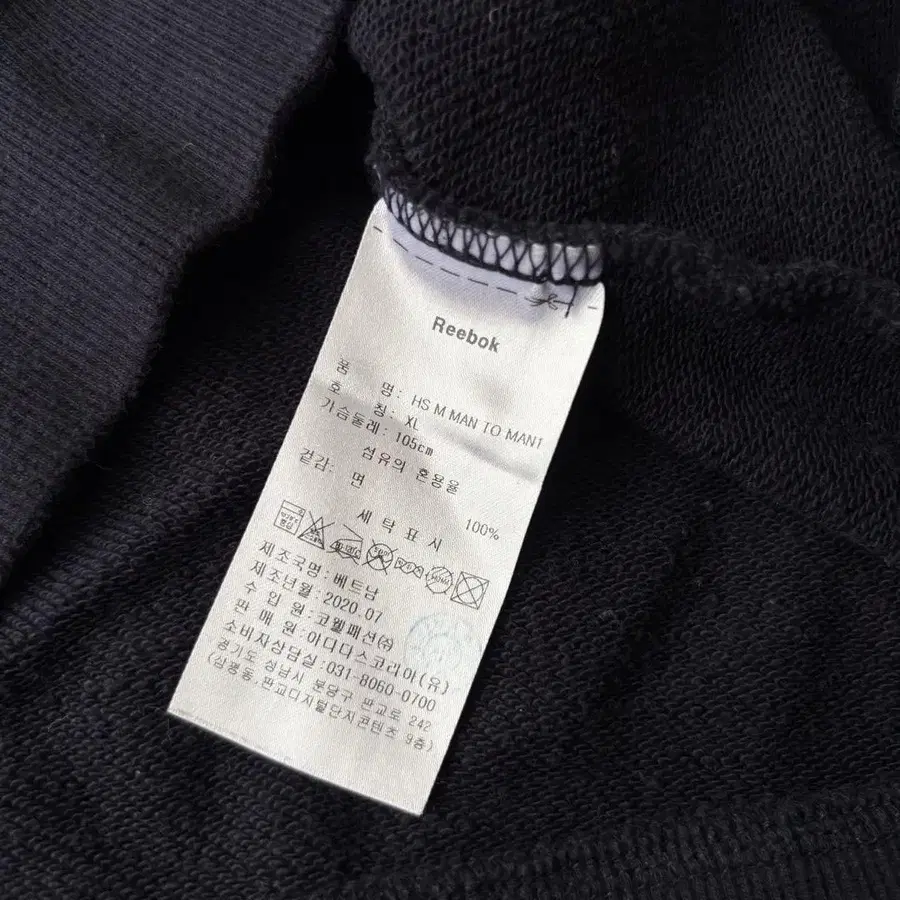 Reebok
품 명: HS M MAN TO MAN1
호 칭: XL
가슴둘레: 105cm
섬유의 혼용율
겉감: 면 100%
세탁표시
제조국명: 베트남
제조년월: 2020.07
수 입 원: 코웰패션(주)
판 매 원: 아디다스코리아(유)
소비자상담실: 031-8060-0700
경기도 성남시 분당구 판교로 242
(삼평동, 판교디지털단지콘텐츠 9층)